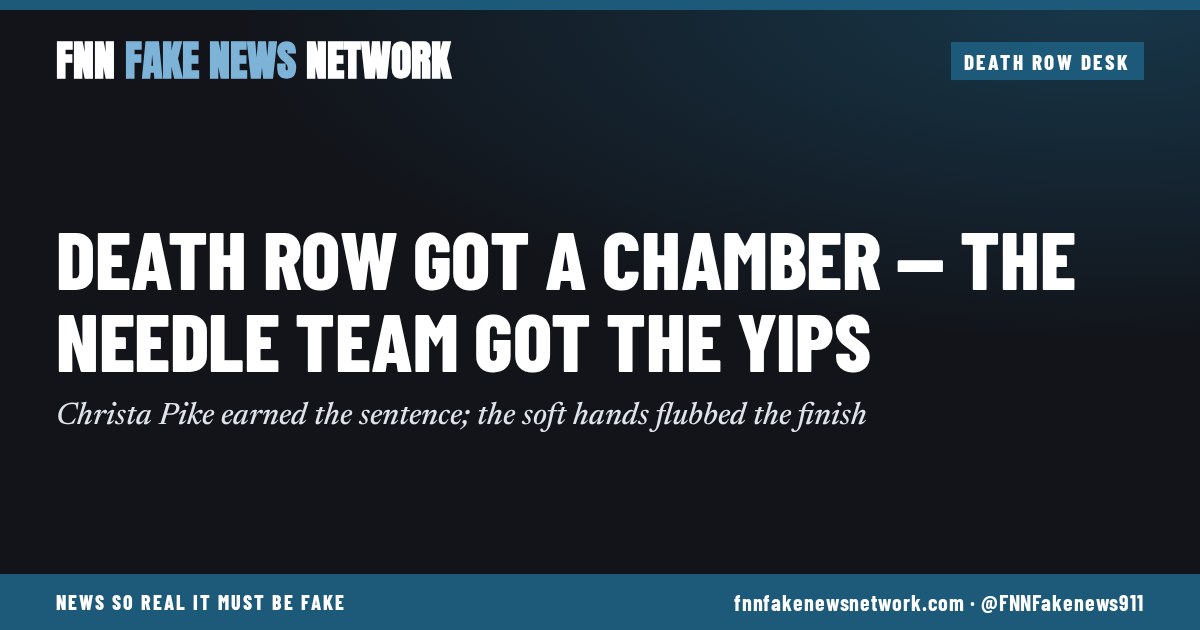 FNN FAKE NEWS NETWORK
DEATH ROW DESK
DEATH ROW GOT A CHAMBER — THE
NEEDLE TEAM GOT THE YIPS
Christa Pike earned the sentence; the soft hands flubbed the finish
NEWS SO REAL IT MUST BE FAKE
fnnfakenewsnetwork.com · @FNNFakenews911